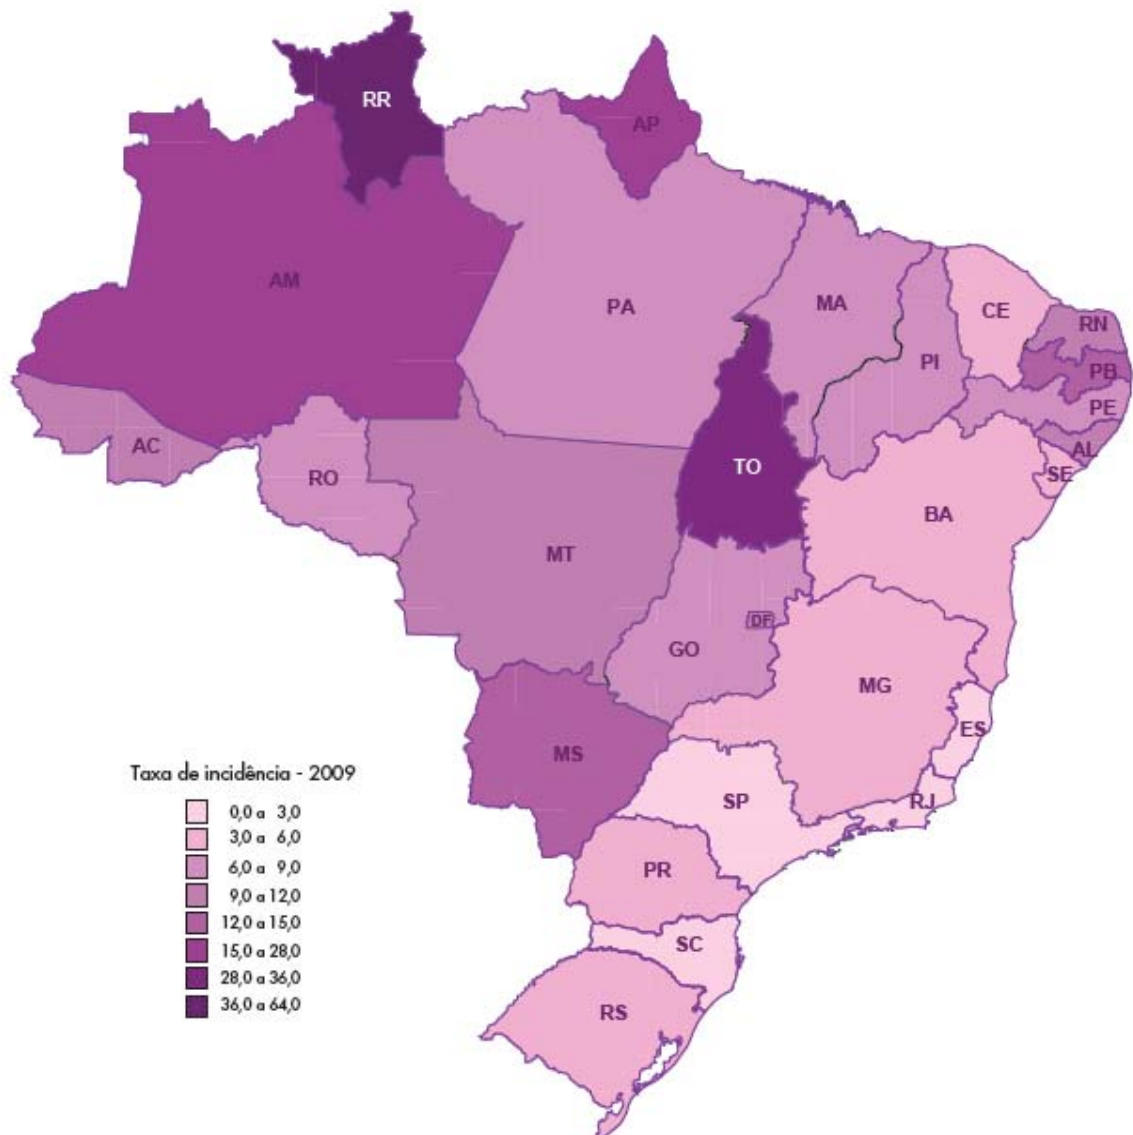 RR
AP
AM
PA
MA
CE
RN
PI
PB
PE
AC
AL
TO
SE
RO
BA
MT
DF
GO
MG
ES
MS
Taxa de incidência - 2009
SP
RJ
0,0 a 3,0
3,0 a 6,0
6,0 a 9,0
PR
9,0 a 12,0
12,0 a 15,0
15,0 a 28,0
SC
28,0 a 36,0
36,0 a 64,0
RS